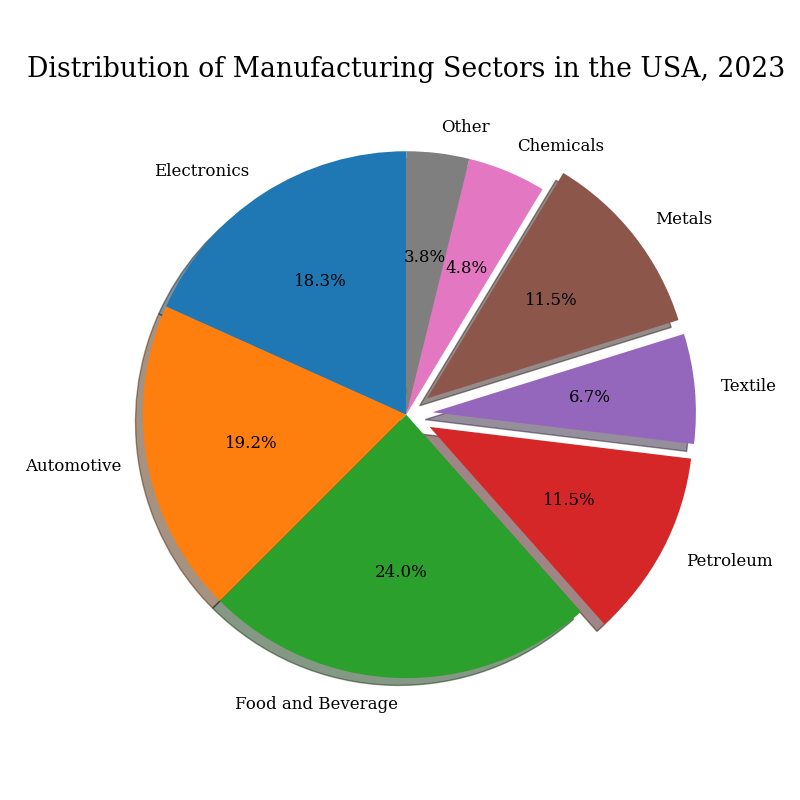 Distribution of Manufacturing Sectors in the USA, 2023
Other
Chemicals
Electronics
Metals
3.8%
4.8%
18.3%
11.5%
Textile
6.7%
19.2%
Automotive
11.5%
Petroleum
24.0%
Food and Beverage